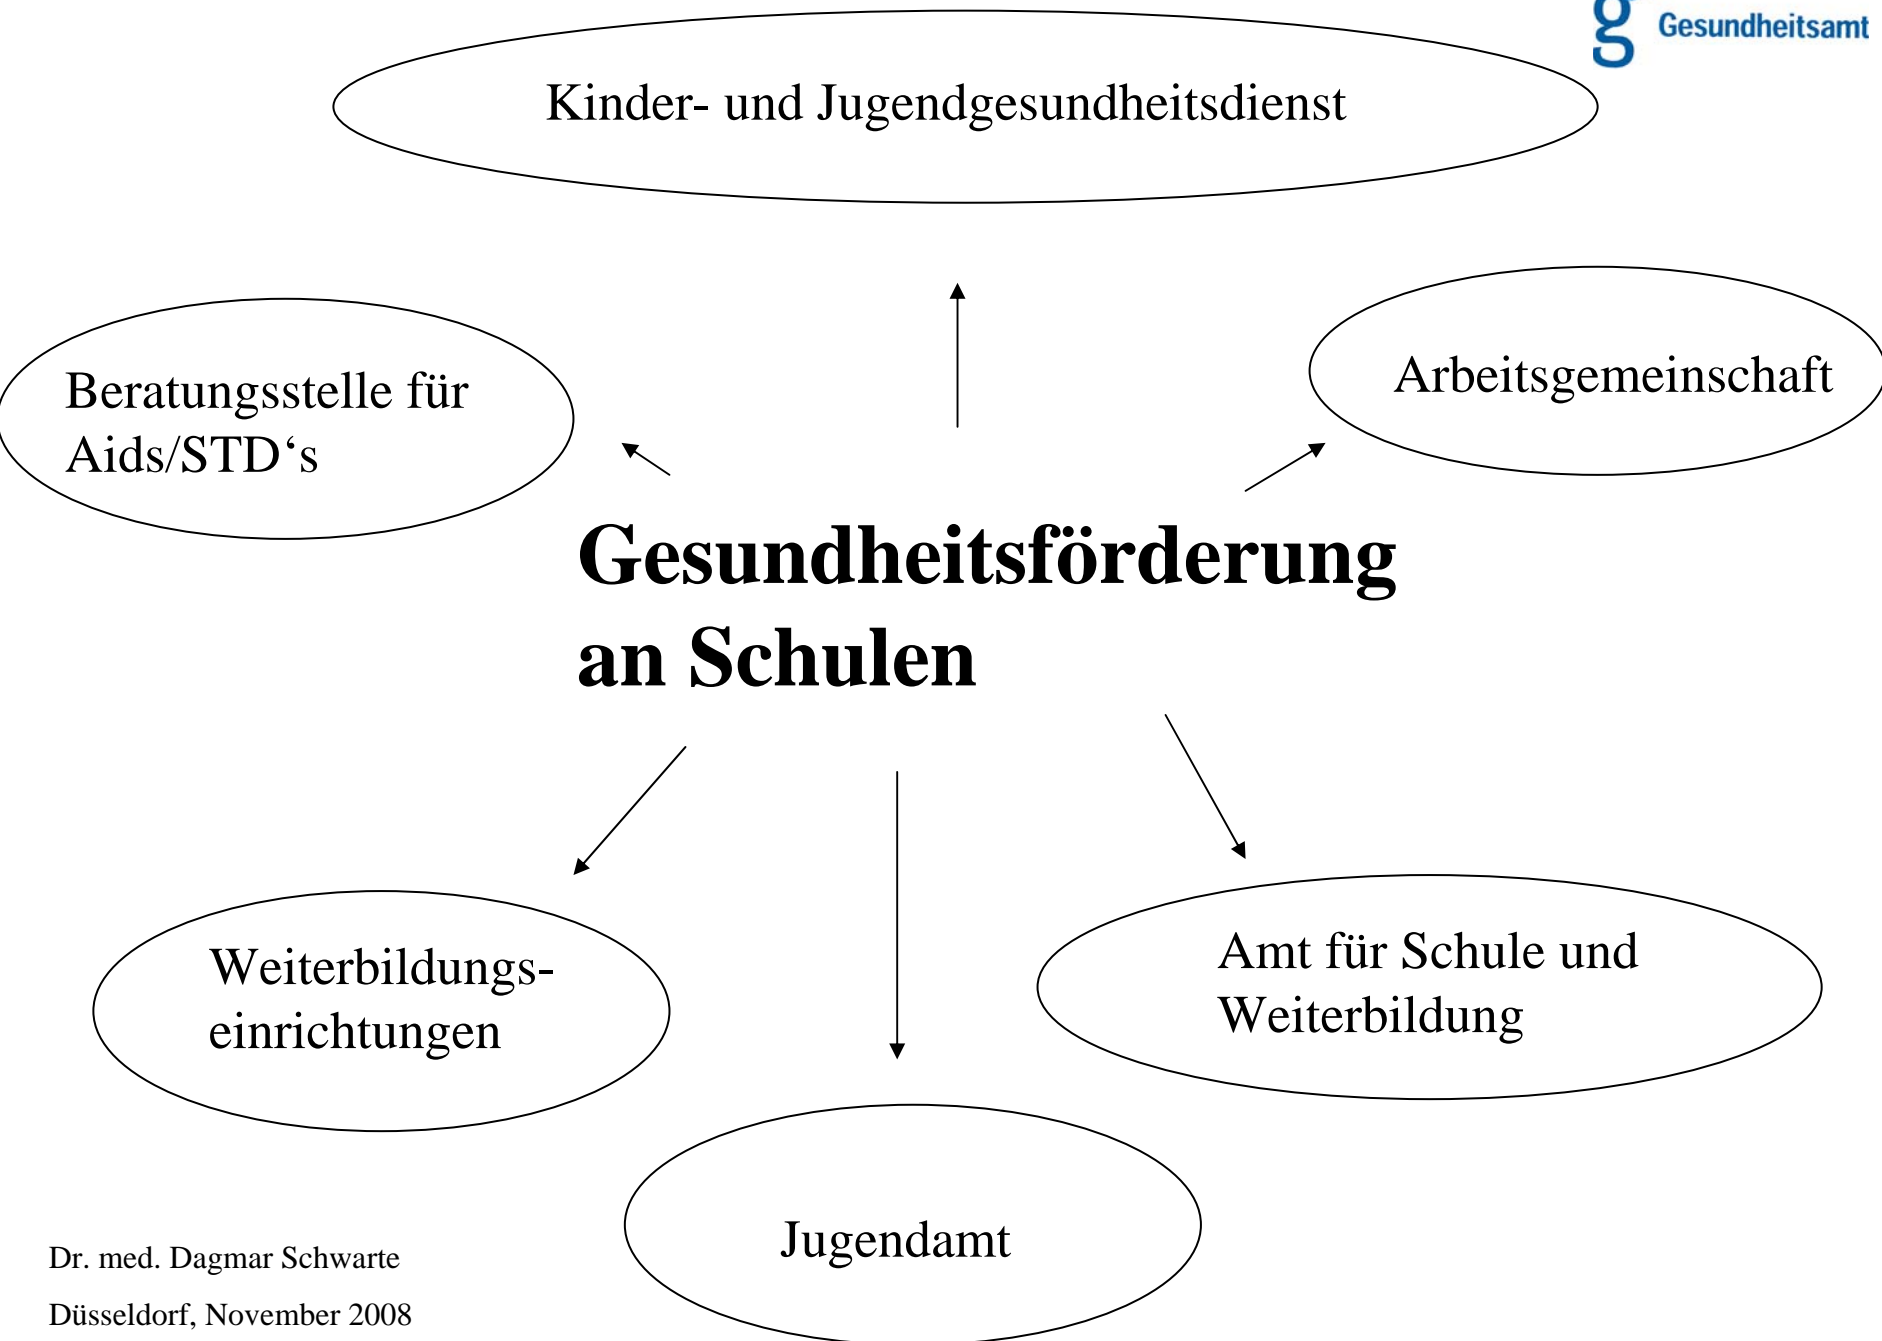 g Gesundheitsamt
Kinder- und Jugendgesundheitsdienst
Beratungsstelle für
Aids/STD‘s
Arbeitsgemeinschaft
Gesundheitsförderung
an Schulen
Weiterbildungs-
einrichtungen
Amt für Schule und
Weiterbildung
Jugendamt
Dr. med. Dagmar Schwarte
Düsseldorf, November 2008